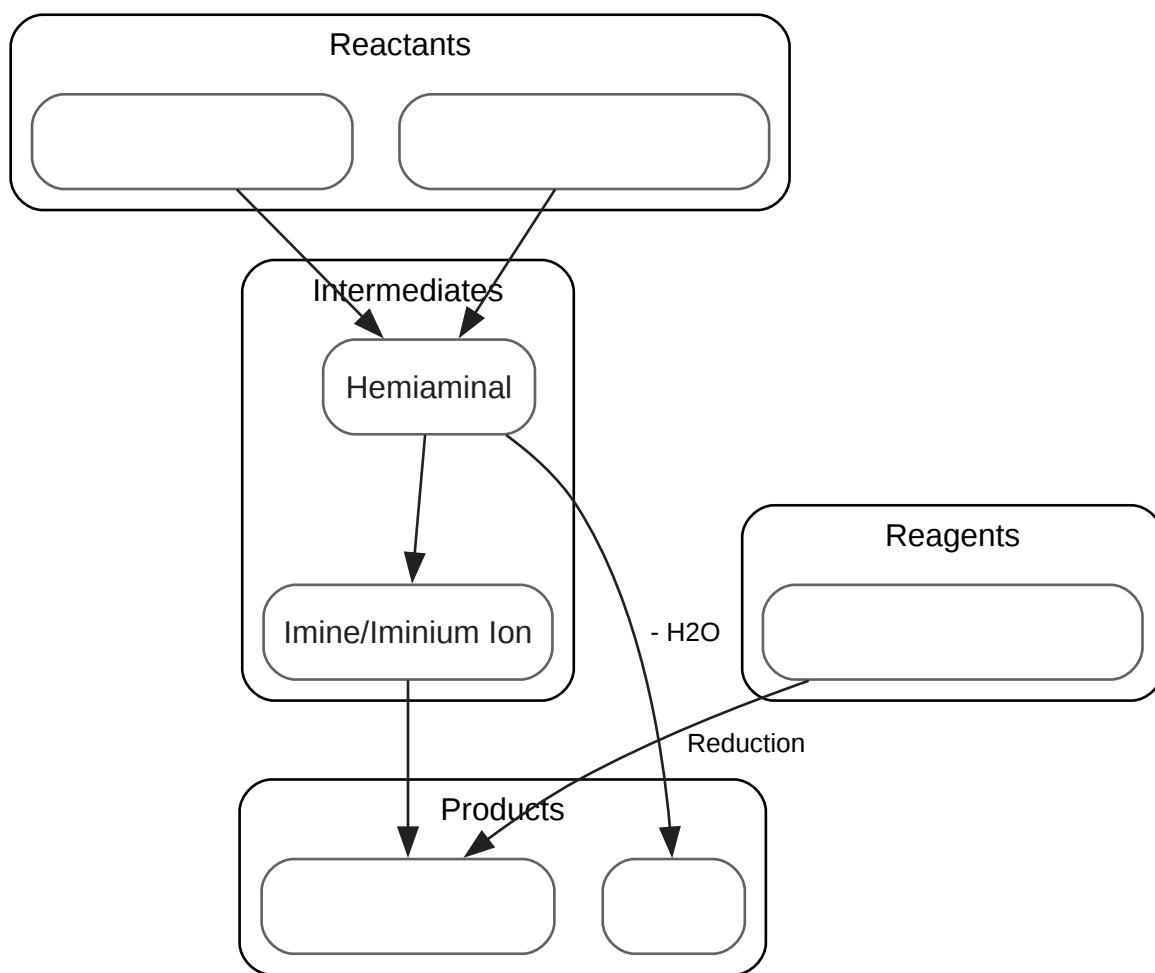 Reactants
Intermediates
Hemiaminal
Reagents
Imine/Iminium Ion
- H2O
Reduction
Products